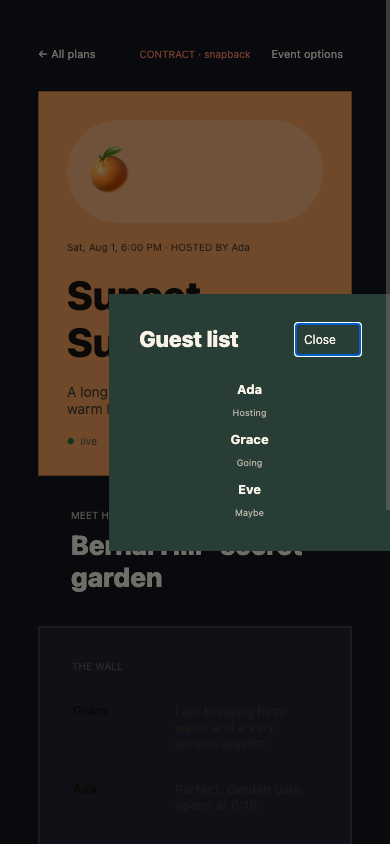 ← All plans
CONTRACT · snapback
Event options
Sat, Aug 1, 6:00 PM · HOSTED BY Ada
Sunset
Su
A long
warm
live
Guest list
Close
Ada
Hosting
Grace
Going
Eve
Maybe
MEET H
garden
THE WALL
Grace
I am bringing fizzy
water and a very
serious playlist.
Ada
Perfect. Garden gate
opens at 6:15.